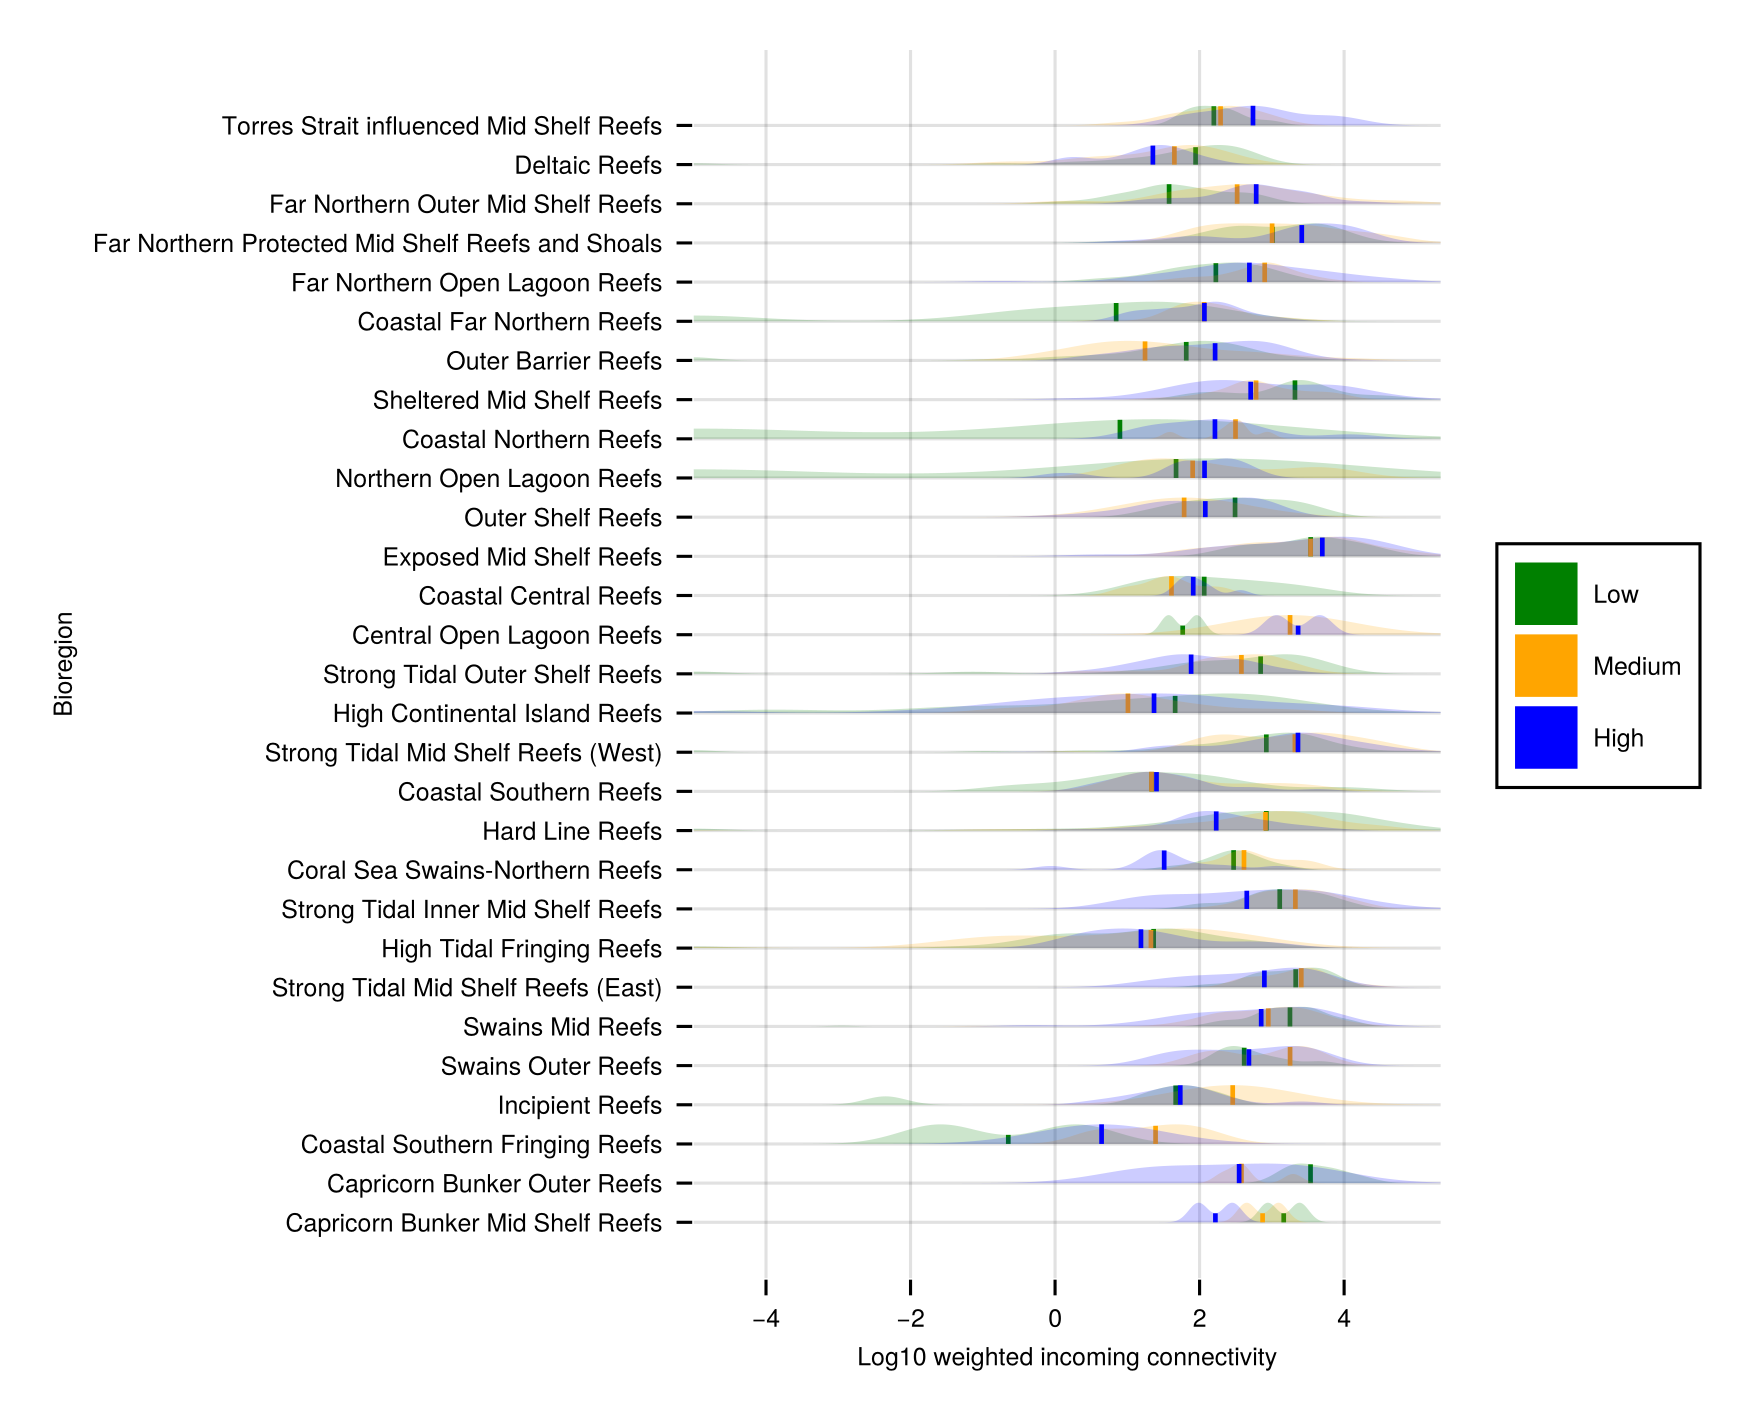 Torres Strait influenced Mid Shelf Reefs
Deltaic Reefs
Far Northern Outer Mid Shelf Reefs
Far Northern Protected Mid Shelf Reefs and Shoals
Far Northern Open Lagoon Reefs
Coastal Far Northern Reefs
Outer Barrier Reefs
Sheltered Mid Shelf Reefs
Coastal Northern Reefs
Northern Open Lagoon Reefs
Outer Shelf Reefs
Exposed Mid Shelf Reefs
Coastal Central Reefs
Central Open Lagoon Reefs
Strong Tidal Outer Shelf Reefs
High Continental Island Reefs
Strong Tidal Mid Shelf Reefs (West)
Coastal Southern Reefs
Hard Line Reefs
Coral Sea Swains-Northern Reefs
Strong Tidal Inner Mid Shelf Reefs
High Tidal Fringing Reefs
Strong Tidal Mid Shelf Reefs (East)
Swains Mid Reefs
Swains Outer Reefs
Incipient Reefs
Coastal Southern Fringing Reefs
Capricorn Bunker Outer Reefs
Capricorn Bunker Mid Shelf Reefs
Bioregion
−4 −2 0 2 4
Log10 weighted incoming connectivity
Low
Medium
High